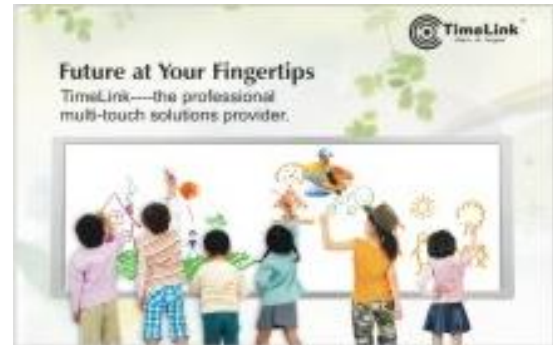 TimeLink
Future at Your Fingertips
TimeLink----the professional
multi-touch solutions provider.